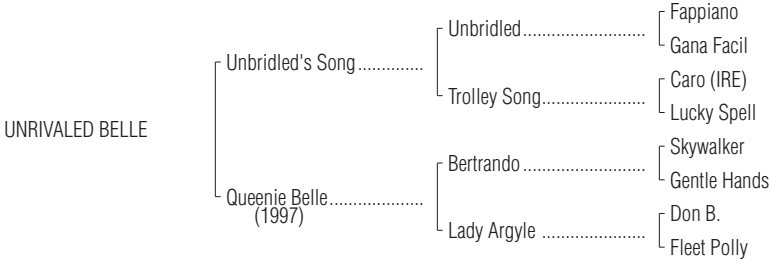 Fappiano
Unbridled..........................
Gana Facil
Unbridled's Song ..............
Caro (IRE)
Trolley Song......................
Lucky Spell
UNRIVALED BELLE
Skywalker
Bertrando ..........................
Gentle Hands
Queenie Belle....................
(1997)
Don B.
Lady Argyle ......................
Fleet Polly